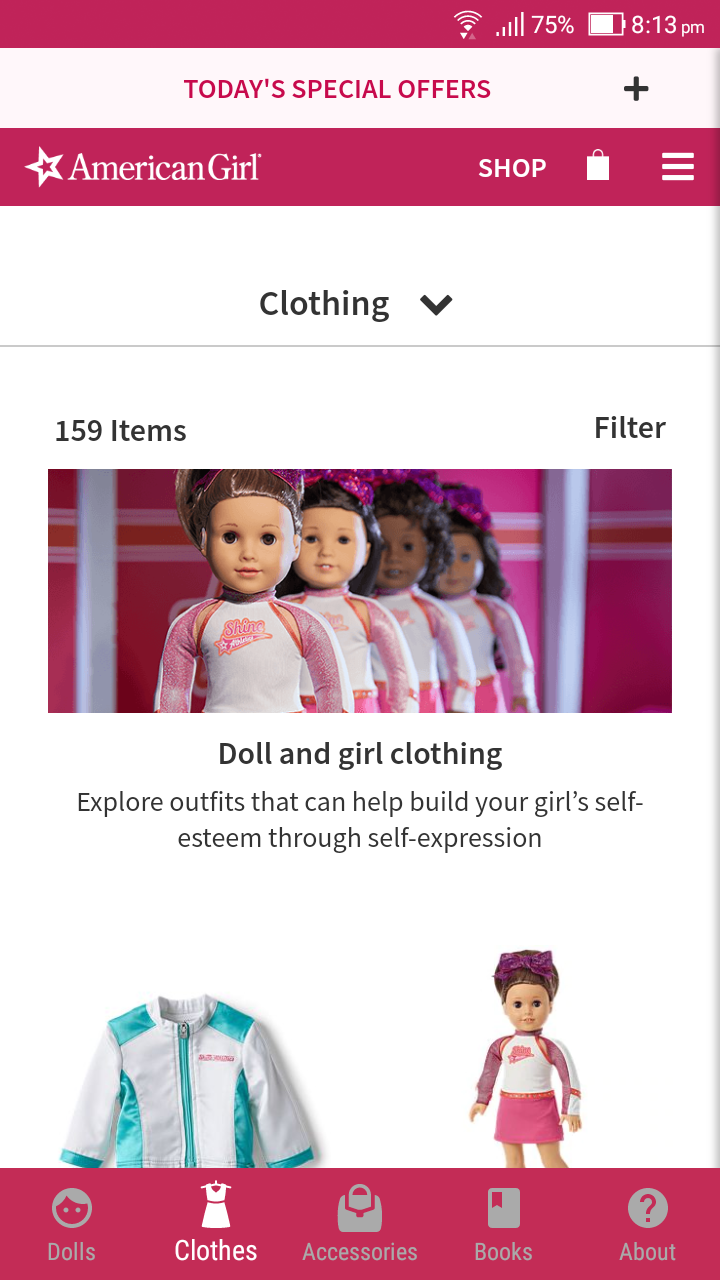 75% 8:13 pm
TODAY'S SPECIAL OFFERS
American Girl
SHOP
Clothing
159 Items
Filter
Shine
Doll and girl clothing
Explore outfits that can help build your girl’s self-
esteem through self-expression
Shine
Dolls
Clothes
Accessories
Books
About